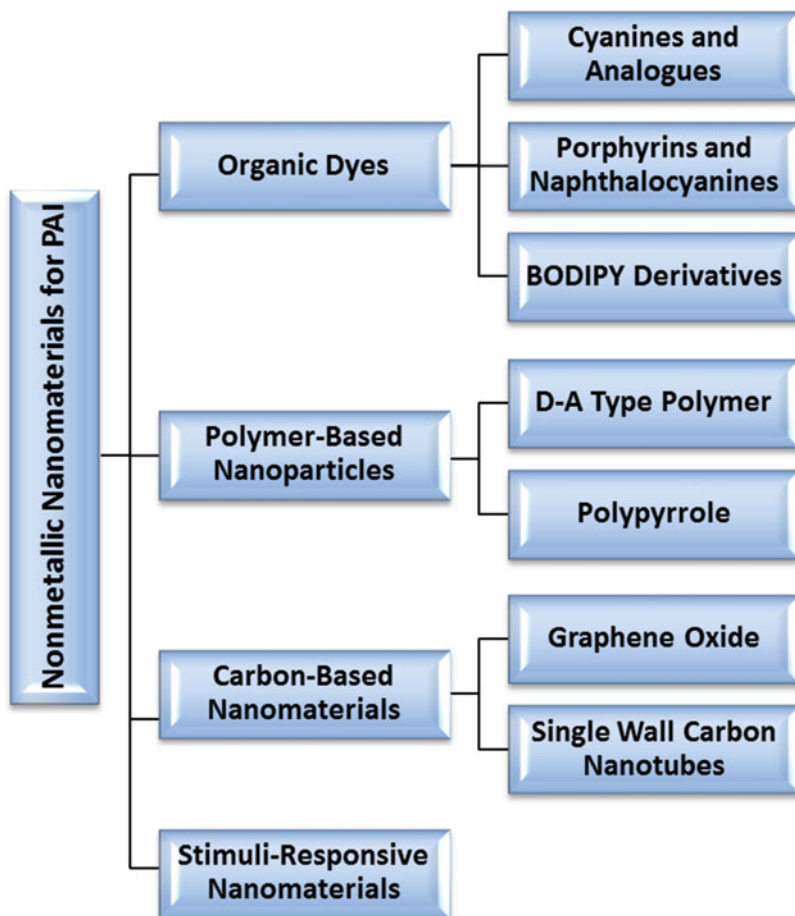 Nonmetallic Nanomaterials for PAI
Organic Dyes
Cyanines and
Analogues
Porphyrins and
Naphthalocyanines
BODIPY Derivatives
Polymer-Based
Nanoparticles
D-A Type Polymer
Polypyrrole
Carbon-Based
Nanomaterials
Graphene Oxide
Single Wall Carbon
Nanotubes
Stimuli-Responsive
Nanomaterials